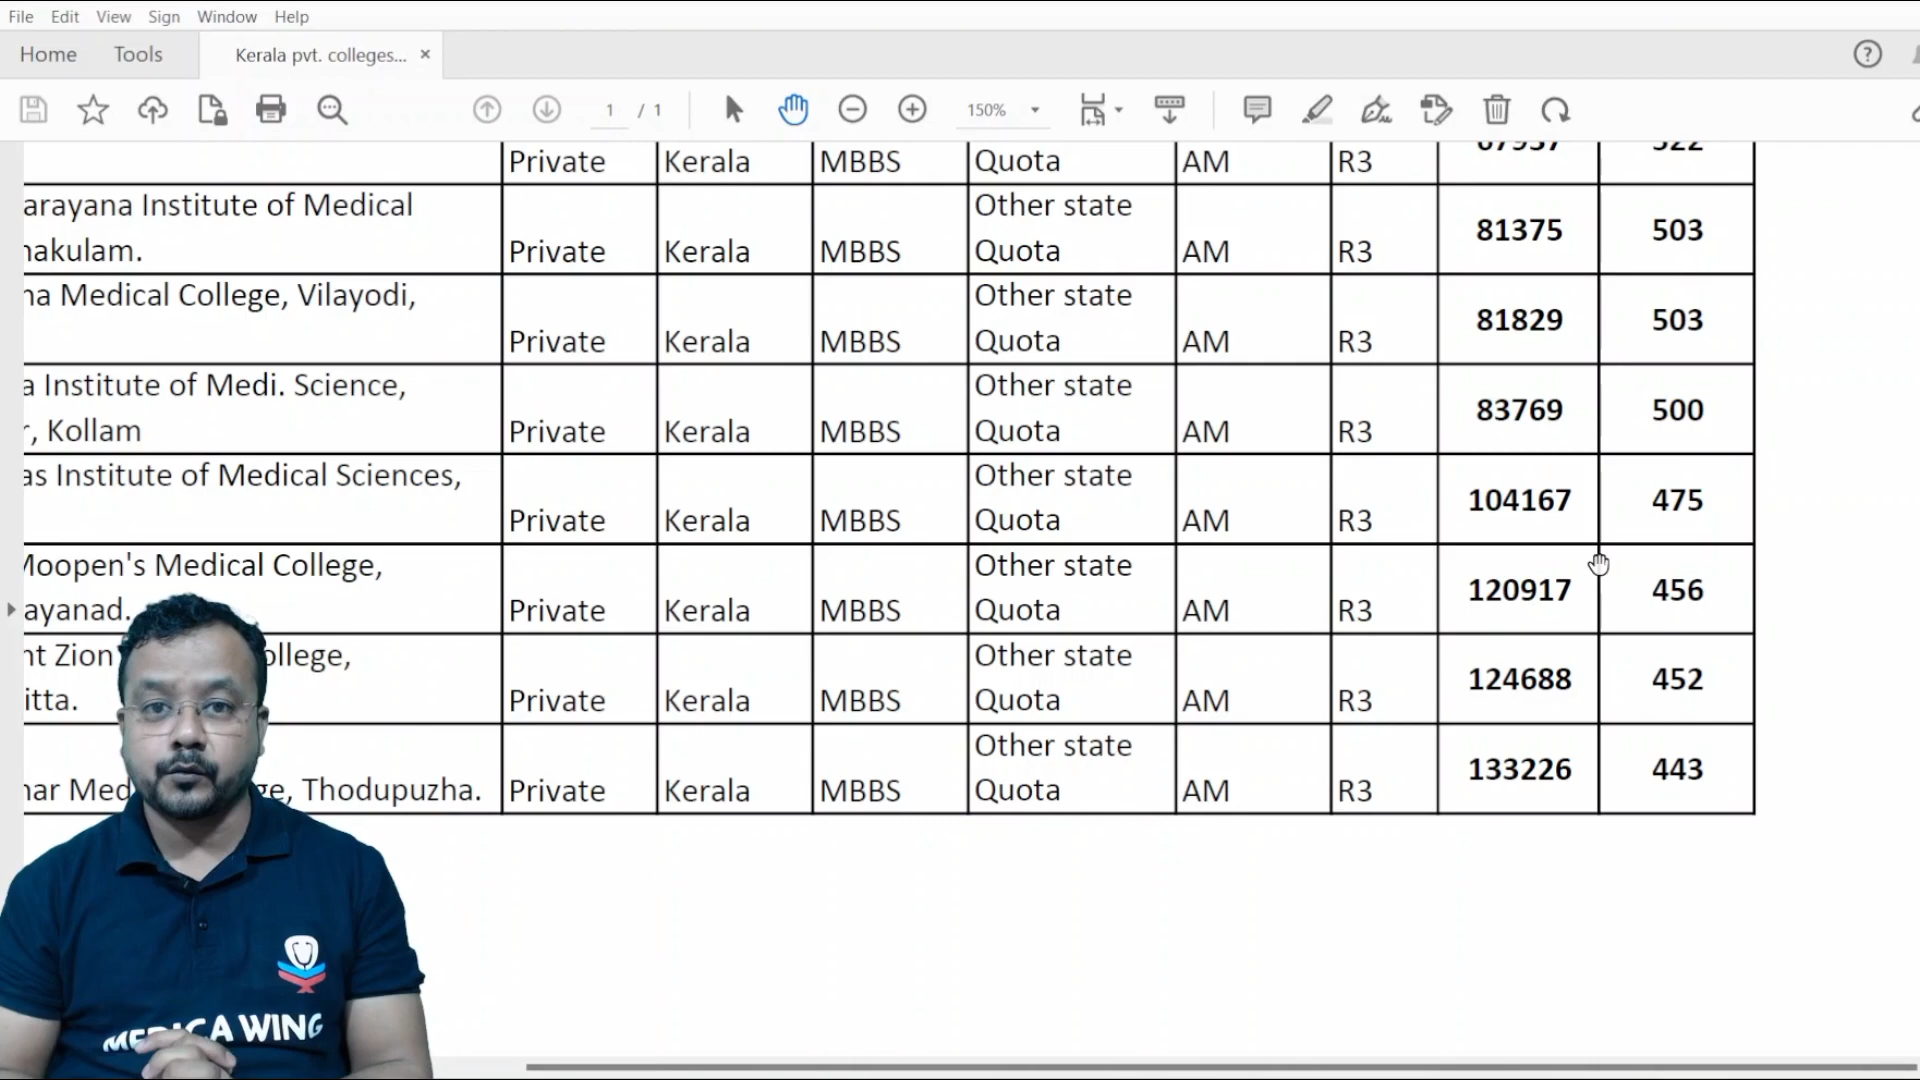 File Edit View Sign Window Help
Home Tools Kerala pvt. colleges... ×
1 / 1 150%
Private Kerala MBBS Quota AM R3
arayana Institute of Medical Other state
akulam. Private Kerala MBBS Quota AM R3 81375 503
na Medical College, Vilayodi, Other state
Private Kerala MBBS Quota AM R3 81829 503
a Institute of Medi. Science, Other state
r, Kollam Private Kerala MBBS Quota AM R3 83769 500
as Institute of Medical Sciences, Other state
Private Kerala MBBS Quota AM R3 104167 475
Moopen's Medical College, Other state
ayanad. Private Kerala MBBS Quota AM R3 120917 456
nt Zion ollege, Other state
itta. Private Kerala MBBS Quota AM R3 124688 452
Other state
har Med ge, Thodupuzha. Private Kerala MBBS Quota AM R3 133226 443
MEDICA WING